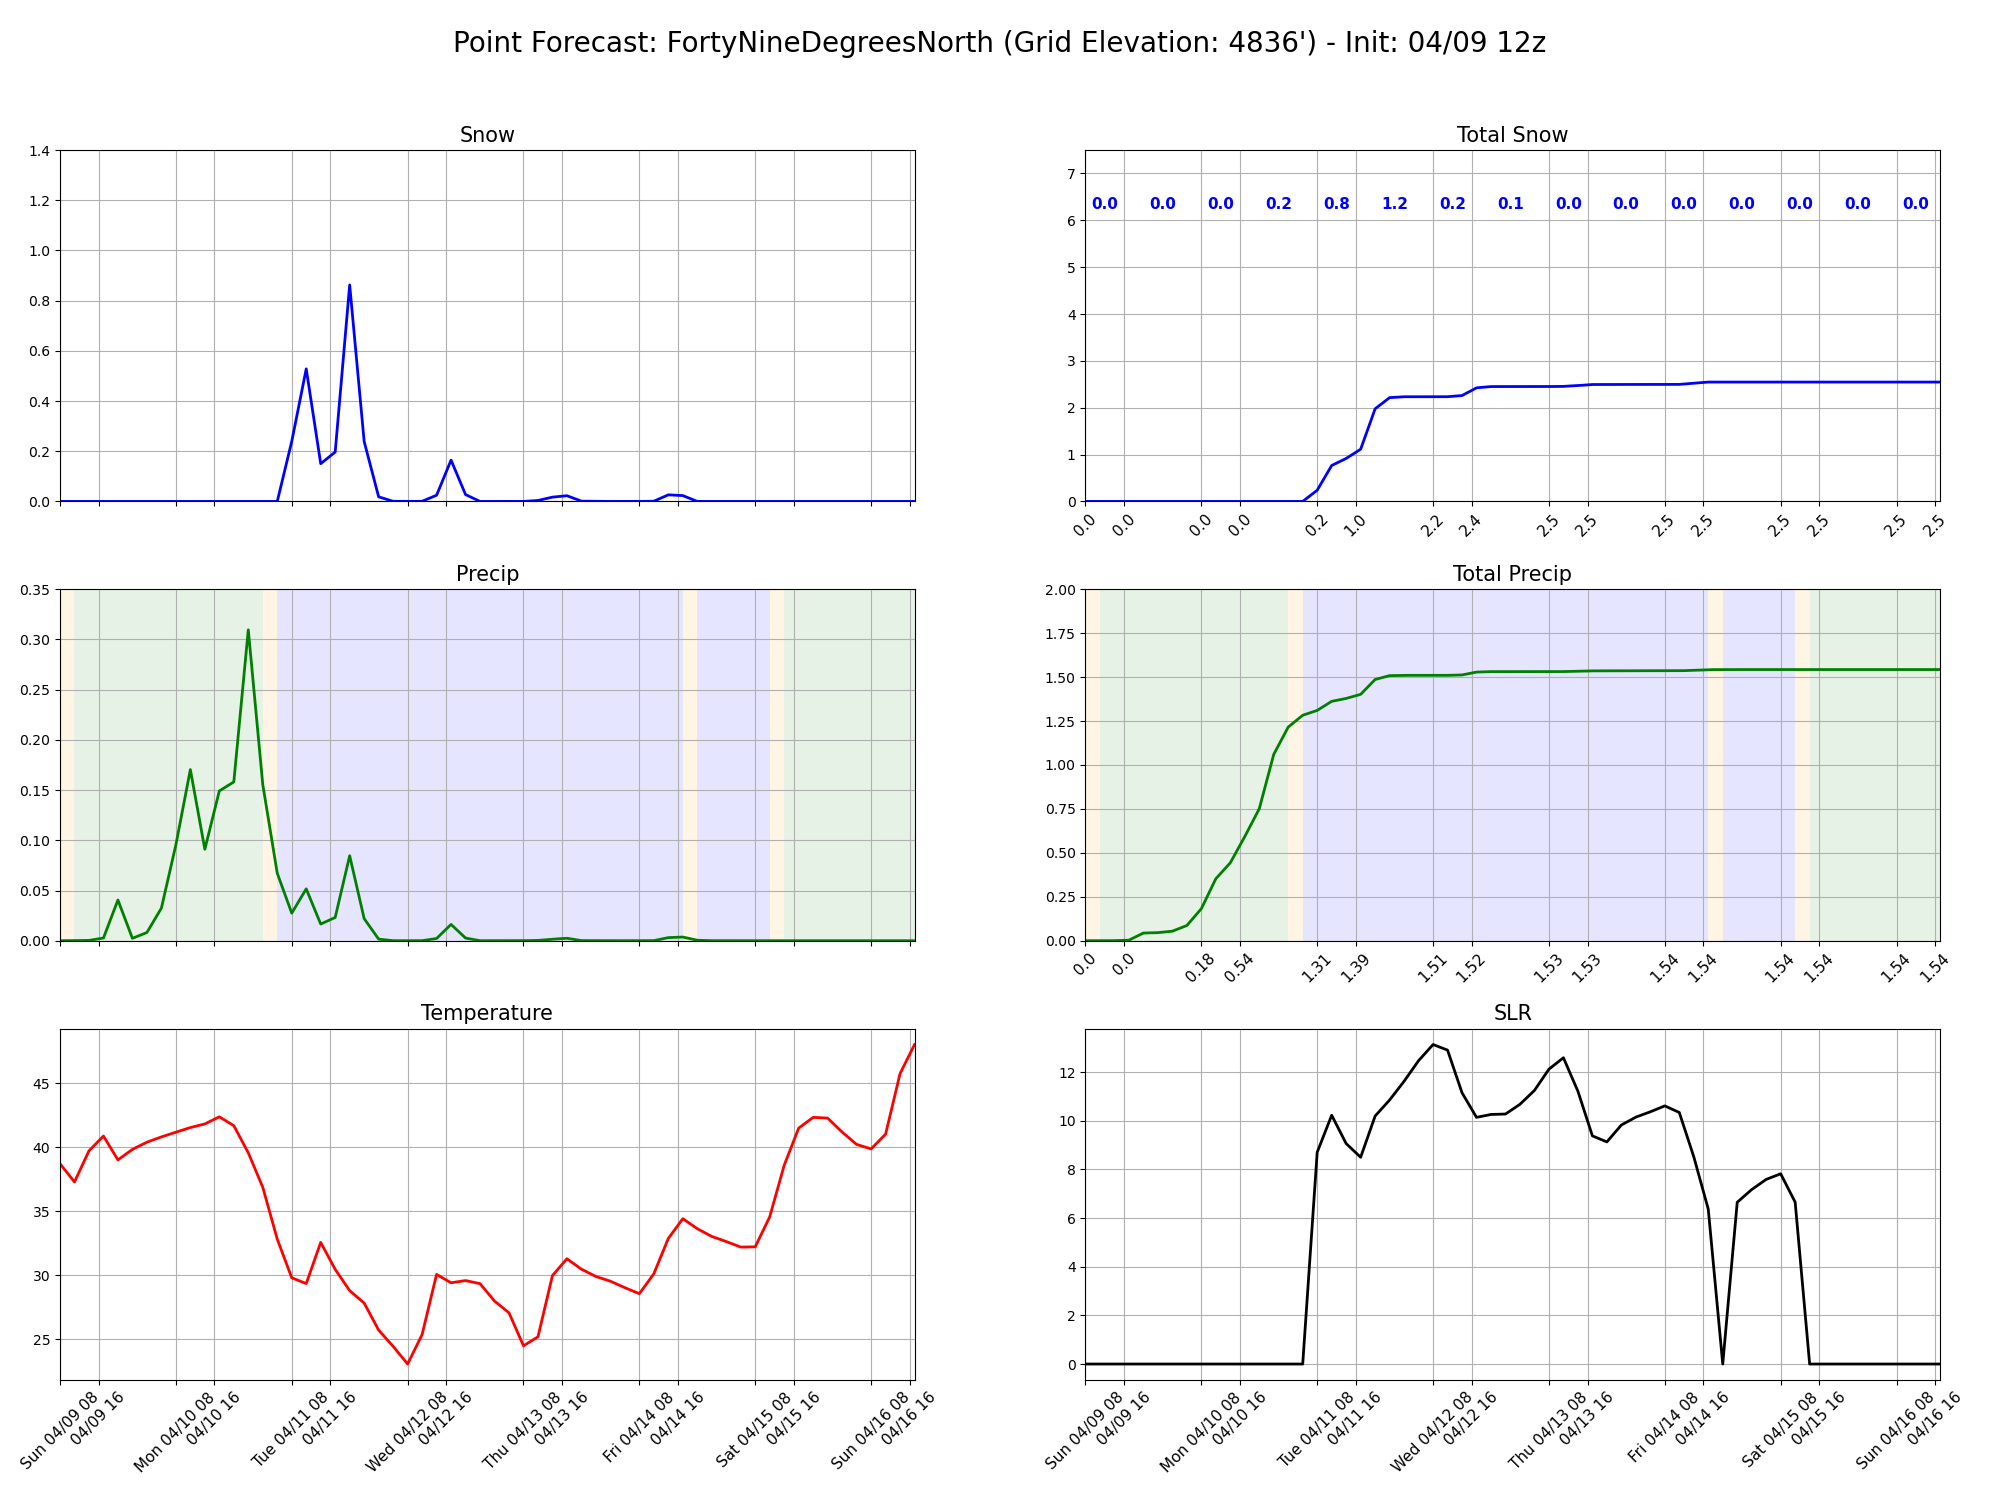 Point Forecast: FortyNineDegreesNorth (Grid Elevation: 4836') - Init: 04/09 12z
Snow
1.4
1.2
1.0
0.8
0.6
0.4
0.2
0.0
Total Snow
7
6
5
4
3
2
1
0
0.0 0.0 0.0 0.2 0.8 1.2 0.2 0.1 0.0 0.0 0.0 0.0 0.0 0.0 0.0
0.0 0.0 0.0 0.0 0.2 1.0 2.2 2.4 2.5 2.5 2.5 2.5 2.5 2.5 2.5 2.5
Precip
0.35
0.30
0.25
0.20
0.15
0.10
0.05
0.00
Total Precip
2.00
1.75
1.50
1.25
1.00
0.75
0.50
0.25
0.00
0.0 0.0 0.18 0.54 1.31 1.39 1.51 1.52 1.53 1.53 1.54 1.54 1.54 1.54 1.54 1.54
Temperature
45
40
35
30
25
Sun 04/09 08
04/09 16
Mon 04/10 08
04/10 16
Tue 04/11 08
04/11 16
Wed 04/12 08
04/12 16
Thu 04/13 08
04/13 16
Fri 04/14 08
04/14 16
Sat 04/15 08
04/15 16
Sun 04/16 08
04/16 16
SLR
12
10
8
6
4
2
0
Sun 04/09 08
04/09 16
Mon 04/10 08
04/10 16
Tue 04/11 08
04/11 16
Wed 04/12 08
04/12 16
Thu 04/13 08
04/13 16
Fri 04/14 08
04/14 16
Sat 04/15 08
04/15 16
Sun 04/16 08
04/16 16